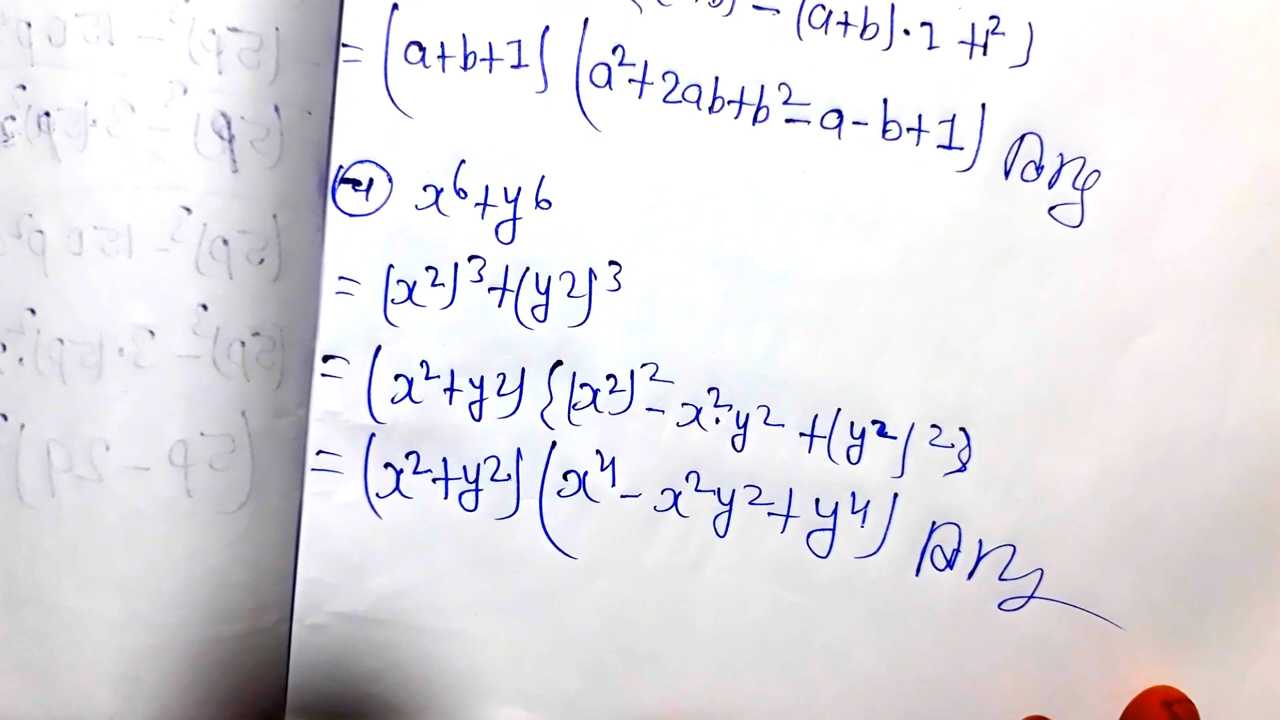 - (a+b).1 +1²)
= (a+b+1) (a²+2ab+b²-a-b+1) Ans
x⁶+y⁶
= (x²)³+(y²)³
= (x²+y²) {(x²)²-x².y²+(y²)²}
= (x²+y²) (x⁴-x²y²+y⁴) Ans